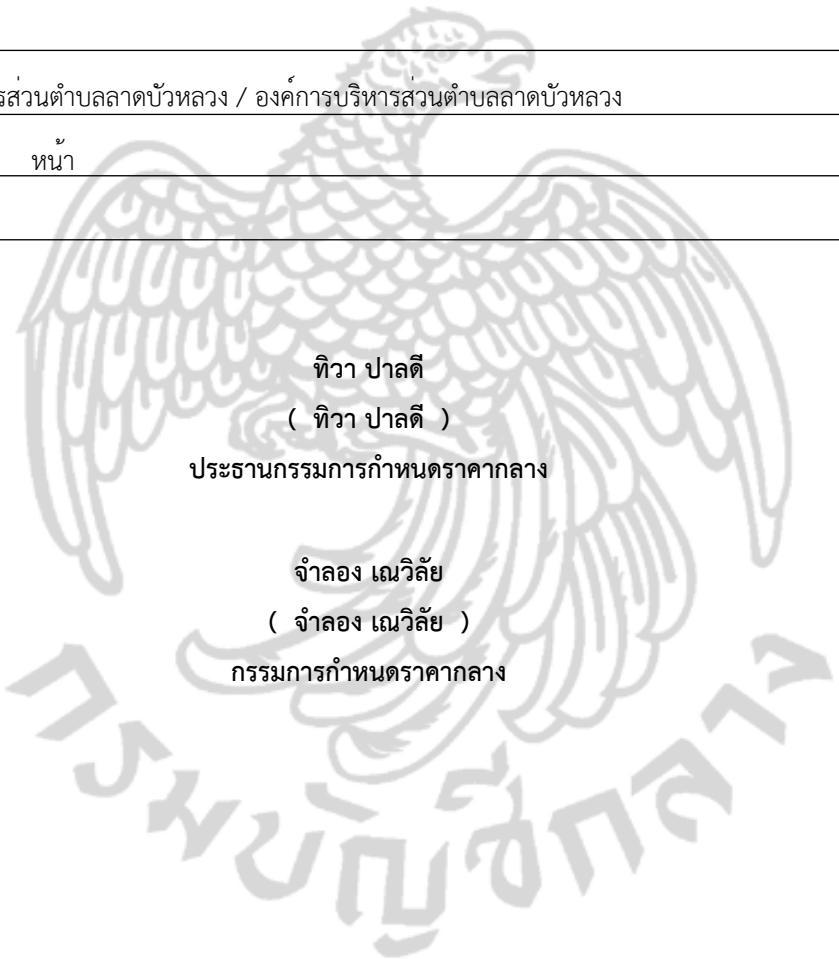 รส่วนตำบลลาดบัวหลวง / องค์การบริหารส่วนตำบลลาดบัวหลวง
หน้า
ทิวา ปาลดี
( ทิวา ปาลดี )
ประธานกรรมการกำหนดราคากลาง
จำลอง เณวิลัย
( จำลอง เณวิลัย )
กรรมการกำหนดราคากลาง
กรมบัญชีกลาง